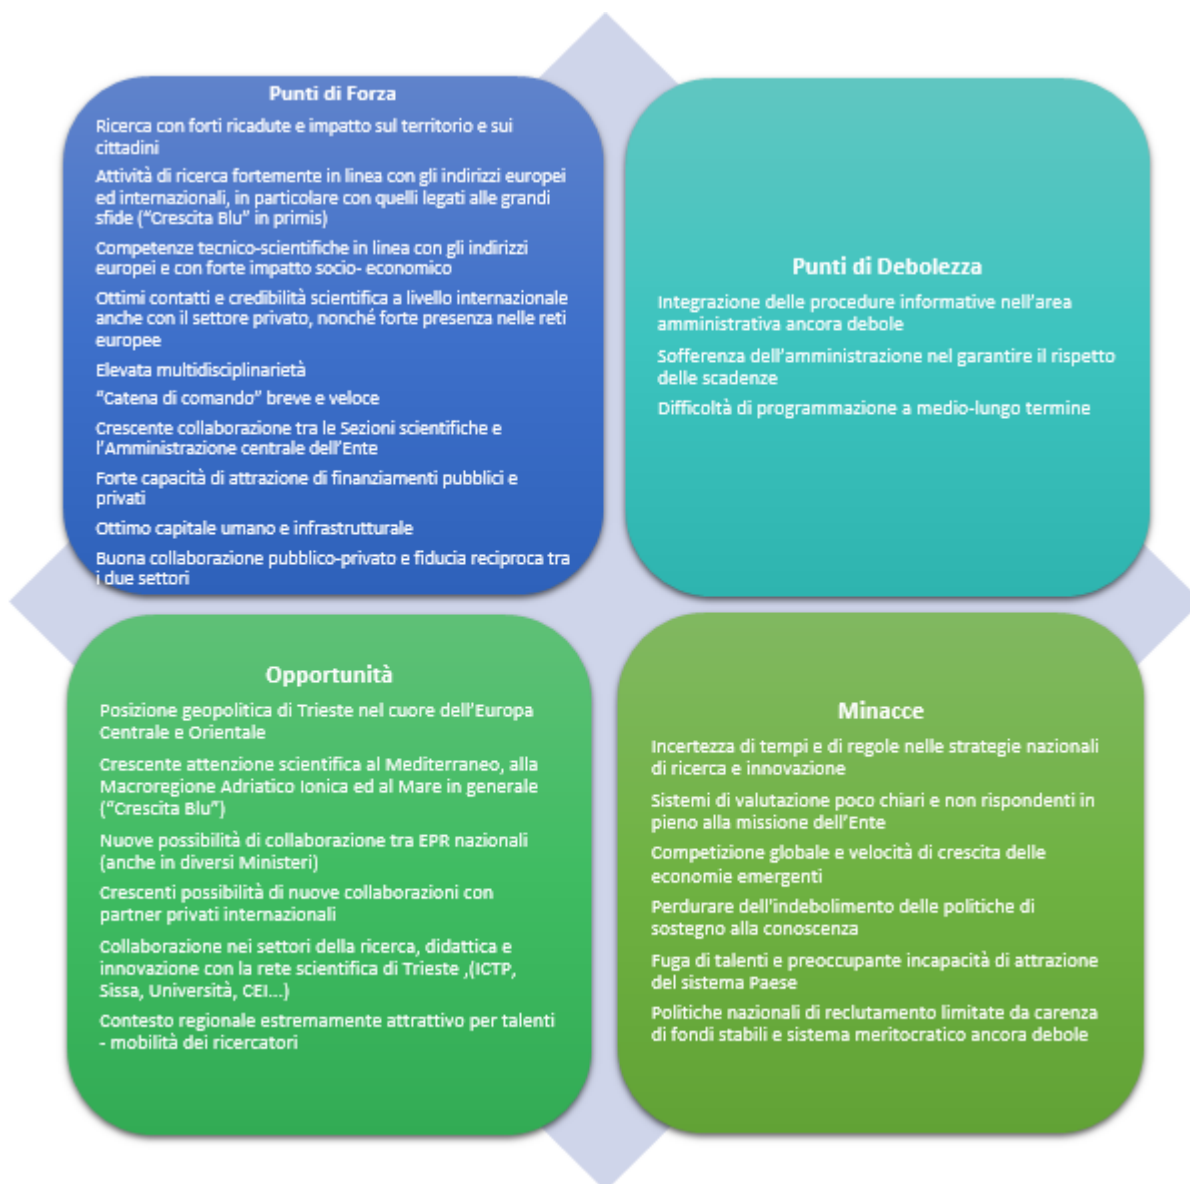 Punti di Forza
Ricerca con forti ricadute e impatto sul territorio e sui
cittadini
Attività di ricerca fortemente in linea con gli indirizzi europei
ed internazionali, in particolare con quelli legati alle grandi
sfide ("Crescita Blu" in primis)
Competenze tecnico-scientifiche in linea con gli indirizzi
europei e con forte impatto socio- economico
Ottimi contatti e credibilità scientifica a livello internazionale
anche con il settore privato, nonché forte presenza nelle reti
europee
Elevata multidisciplinarietà
"Catena di comando" breve e veloce
Crescente collaborazione tra le Sezioni scientifiche e
l'Amministrazione centrale dell'Ente
Forte capacità di attrazione di finanziamenti pubblici e
privati
Ottimo capitale umano e infrastrutturale
Buona collaborazione pubblico-privato e fiducia reciproca tra
i due settori
Punti di Debolezza
Integrazione delle procedure informative nell'area
amministrativa ancora debole
Sofferenza dell'amministrazione nel garantire il rispetto
delle scadenze
Difficoltà di programmazione a medio-lungo termine
Opportunità
Posizione geopolitica di Trieste nel cuore dell'Europa
Centrale e Orientale
Crescente attenzione scientifica al Mediterraneo, alla
Macroregione Adriatico Ionica ed al Mare in generale
("Crescita Blu")
Nuove possibilità di collaborazione tra EPR nazionali
(anche in diversi Ministeri)
Crescenti possibilità di nuove collaborazioni con
partner privati internazionali
Collaborazione nei settori della ricerca, didattica e
innovazione con la rete scientifica di Trieste ,(ICTP,
Sissa, Università, CEI...)
Contesto regionale estremamente attrattivo per talenti
- mobilità dei ricercatori
Minacce
Incertezza di tempi e di regole nelle strategie nazionali
di ricerca e innovazione
Sistemi di valutazione poco chiari e non rispondenti in
pieno alla missione dell'Ente
Competizione globale e velocità di crescita delle
economie emergenti
Perdurare dell'indebolimento delle politiche di
sostegno alla conoscenza
Fuga di talenti e preoccupante incapacità di attrazione
del sistema Paese
Politiche nazionali di reclutamento limitate da carenza
di fondi stabili e sistema meritocratico ancora debole